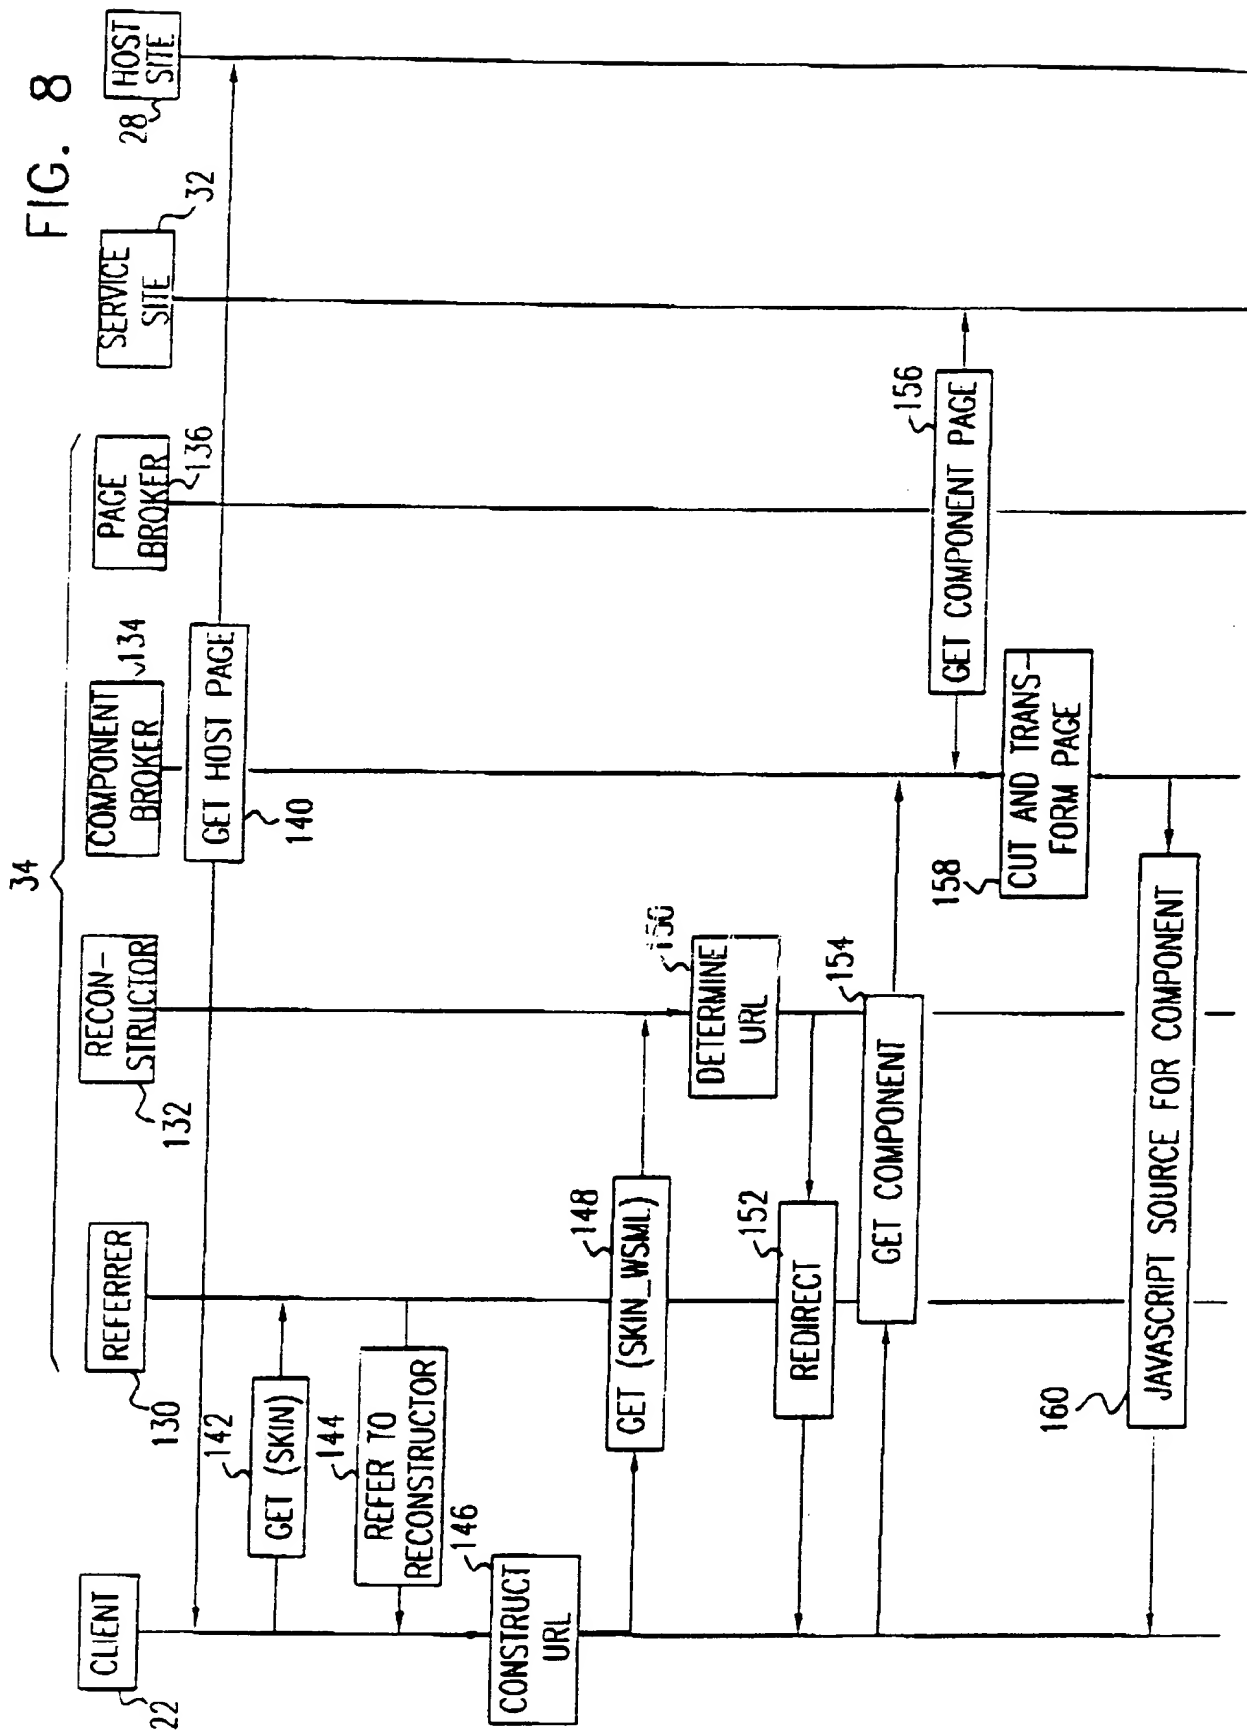 FIG. 8
34
CLIENT
22
REFERRER
130
RECON-
STRUCTOR
132
COMPONENT
BROKER
134
PAGE
BROKER
136
SERVICE
SITE
32
HOST
SITE
28
GET HOST PAGE
140
GET (SKIN)
142
REFER TO
RECONSTRUCTOR
144
CONSTRUCT
URL
146
GET (SKIN_WSML)
148
DETERMINE
URL
150
REDIRECT
152
GET COMPONENT
154
GET COMPONENT PAGE
156
CUT AND TRANS-
FORM PAGE
158
JAVASCRIPT SOURCE FOR COMPONENT
160